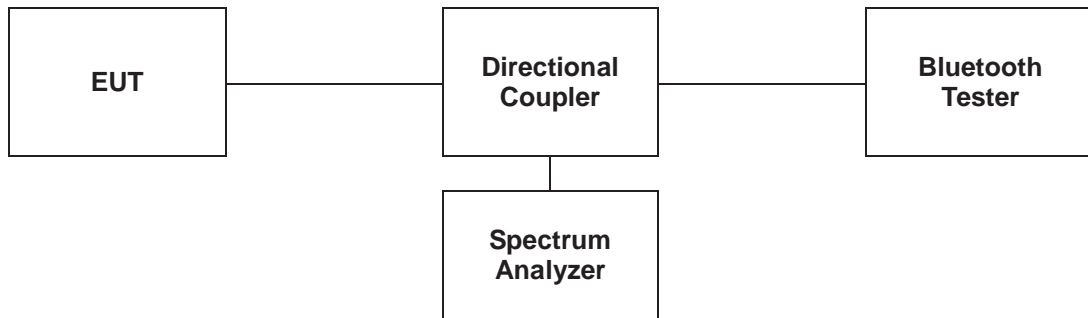 EUT
Directional
Coupler
Bluetooth
Tester
Spectrum
Analyzer